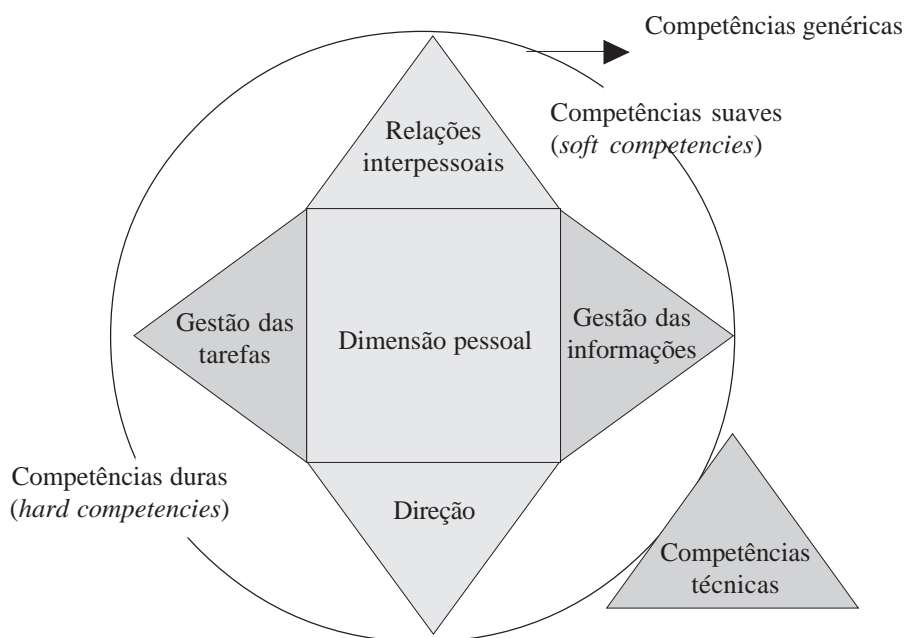 Competências genéricas
Competências suaves
(soft competencies)
Relações
interpessoais
Gestão das
tarefas
Dimensão pessoal
Gestão das
informações
Competências duras
(hard competencies)
Direção
Competências
técnicas